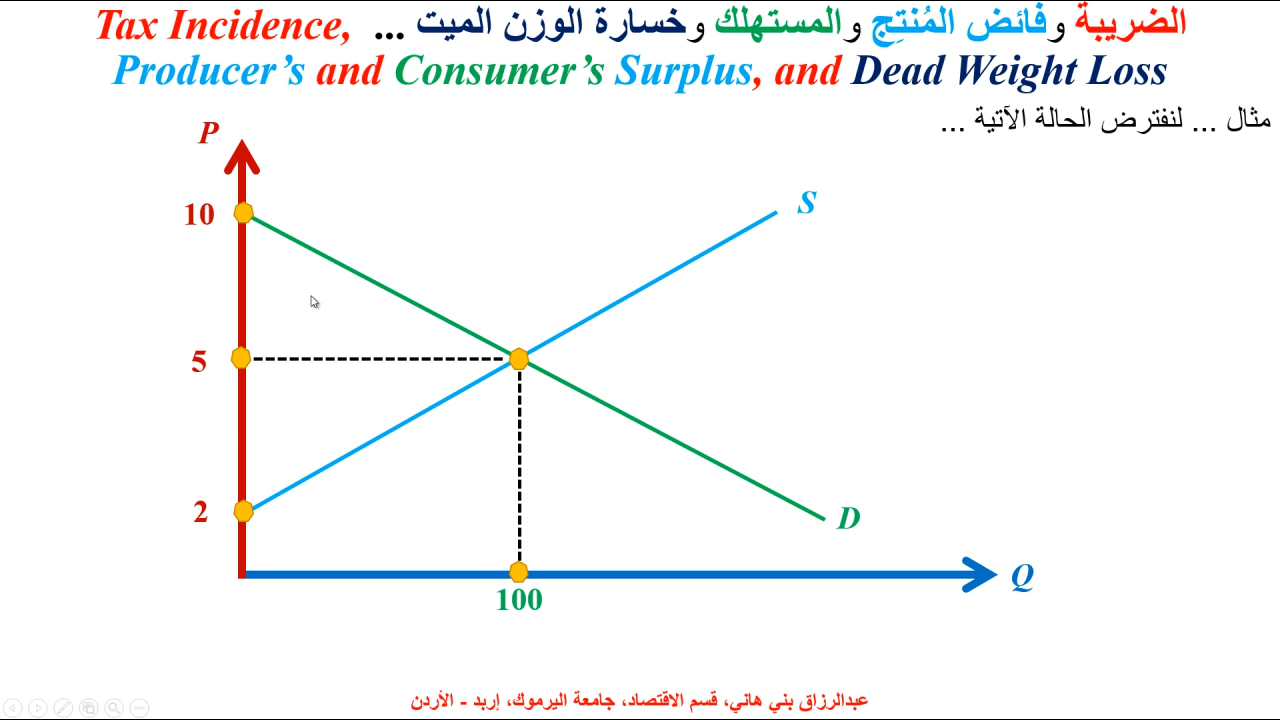 الضريبة وفائض المُنتِج والمستهلك وخسارة الوزن الميت ... Tax Incidence,
Producer’s and Consumer’s Surplus, and Dead Weight Loss
مثال ... لنفترض الحالة الآتية ...
P
10
S
5
2
D
Q
100
عبدالرزاق بني هاني، قسم الاقتصاد، جامعة اليرموك، إربد - الأردن